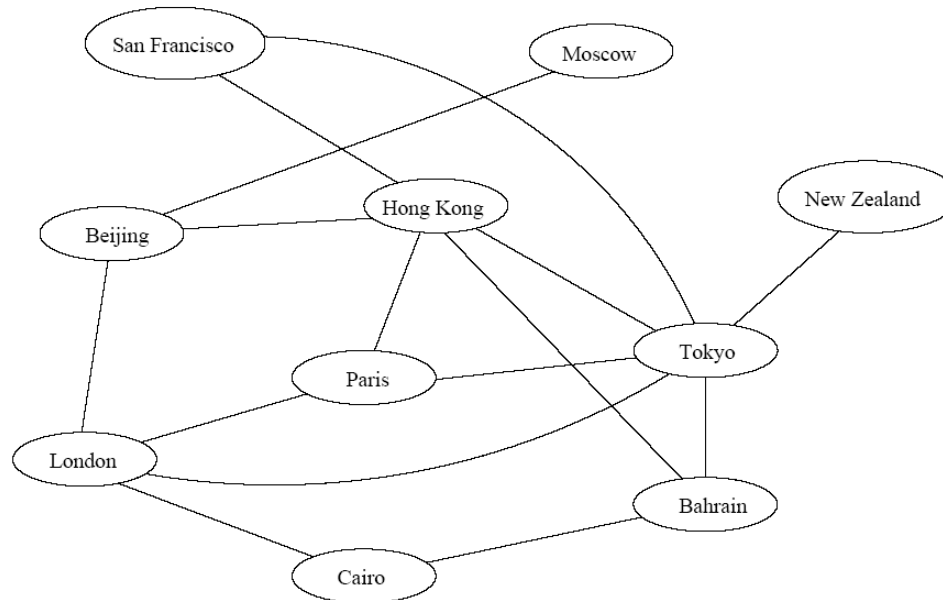 San Francisco
Moscow
New Zealand
Hong Kong
Beijing
Tokyo
Paris
London
Bahrain
Cairo